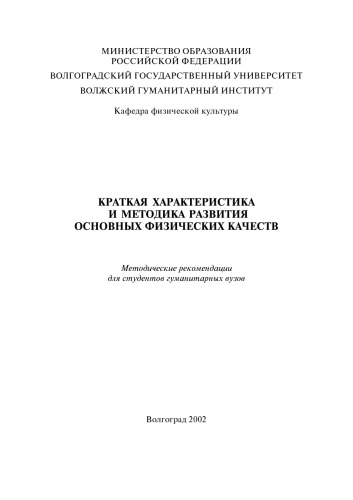 МИНИСТЕРСТВО ОБРАЗОВАНИЯ
РОССИЙСКОЙ ФЕДЕРАЦИИ
ВОЛГОГРАДСКИЙ ГОСУДАРСТВЕННЫЙ УНИВЕРСИТЕТ
ВОЛЖСКИЙ ГУМАНИТАРНЫЙ ИНСТИТУТ
Кафедра физической культуры
КРАТКАЯ ХАРАКТЕРИСТИКА
И МЕТОДИКА РАЗВИТИЯ
ОСНОВНЫХ ФИЗИЧЕСКИХ КАЧЕСТВ
Методические рекомендации
для студентов гуманитарных вузов
Волгоград 2002